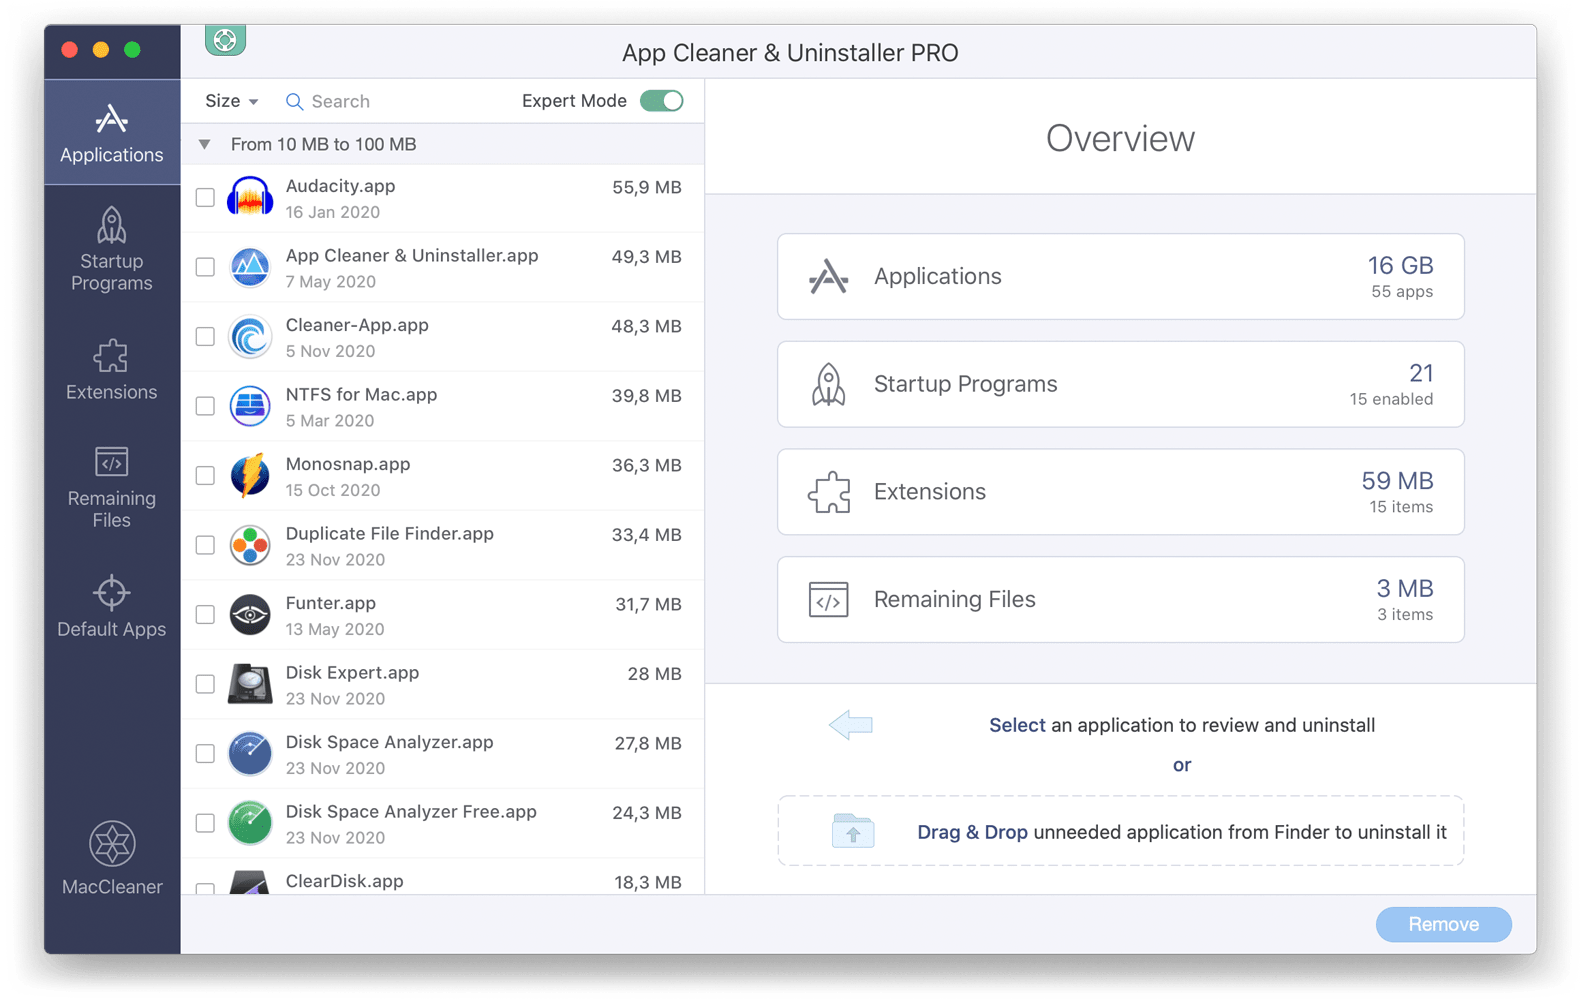 App Cleaner & Uninstaller PRO
Applications
Startup
Programs
Extensions
Remaining
Files
Default Apps
MacCleaner
Size
Search
Expert Mode
From 10 MB to 100 MB
Audacity.app
55,9 MB
16 Jan 2020
App Cleaner & Uninstaller.app
49,3 MB
7 May 2020
Cleaner-App.app
48,3 MB
5 Nov 2020
NTFS for Mac.app
39,8 MB
5 Mar 2020
Monosnap.app
36,3 MB
15 Oct 2020
Duplicate File Finder.app
33,4 MB
23 Nov 2020
Funter.app
31,7 MB
13 May 2020
Disk Expert.app
28 MB
23 Nov 2020
Disk Space Analyzer.app
27,8 MB
23 Nov 2020
Disk Space Analyzer Free.app
24,3 MB
23 Nov 2020
ClearDisk.app
18,3 MB
Overview
Applications
16 GB
55 apps
Startup Programs
21
15 enabled
Extensions
59 MB
15 items
Remaining Files
3 MB
3 items
Select an application to review and uninstall
or
Drag & Drop unneeded application from Finder to uninstall it
Remove